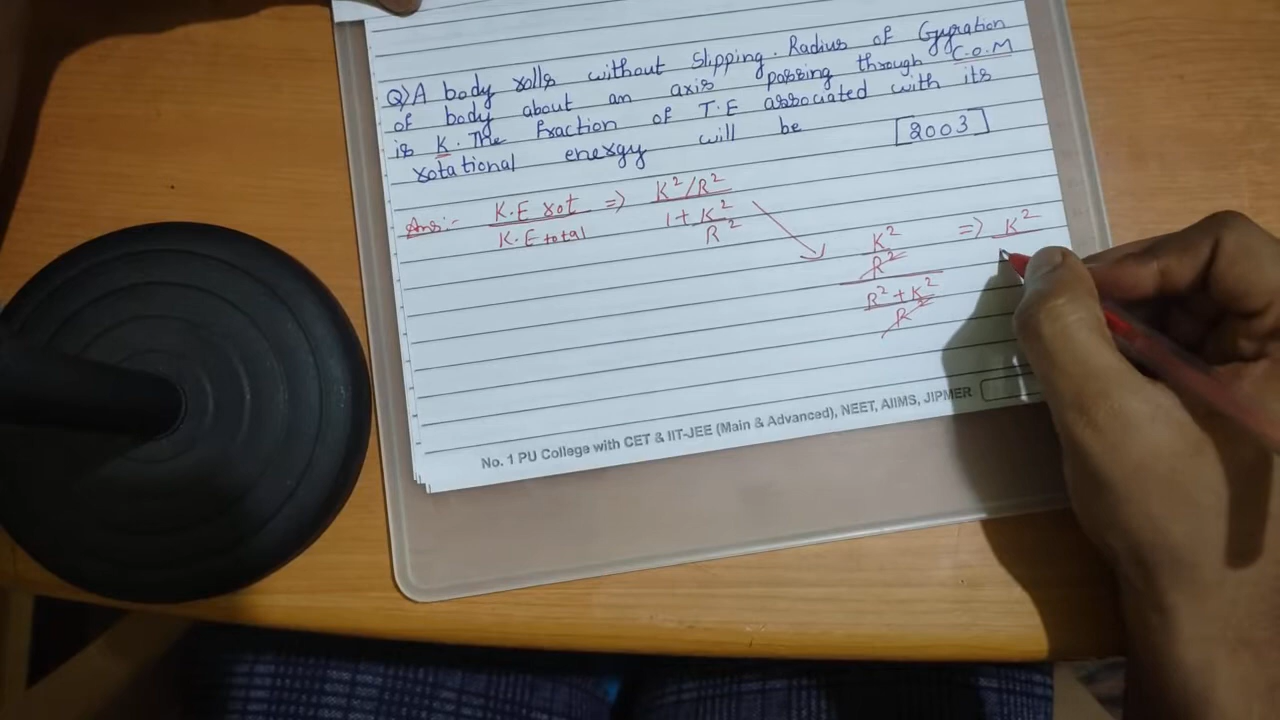 Q) A body rolls without slipping. Radius of Gyration
of body about an axis passing through C.O.M
is K. The fraction of T.E associated with its
rotational energy will be [2003]
Ans:- K.E rot / K.E total => K²/R² / 1 + K²/R²
K²/R² / R² + K²/R² => K²
No. 1 PU College with CET & IIT-JEE (Main & Advanced), NEET, AIIMS, JIPMER